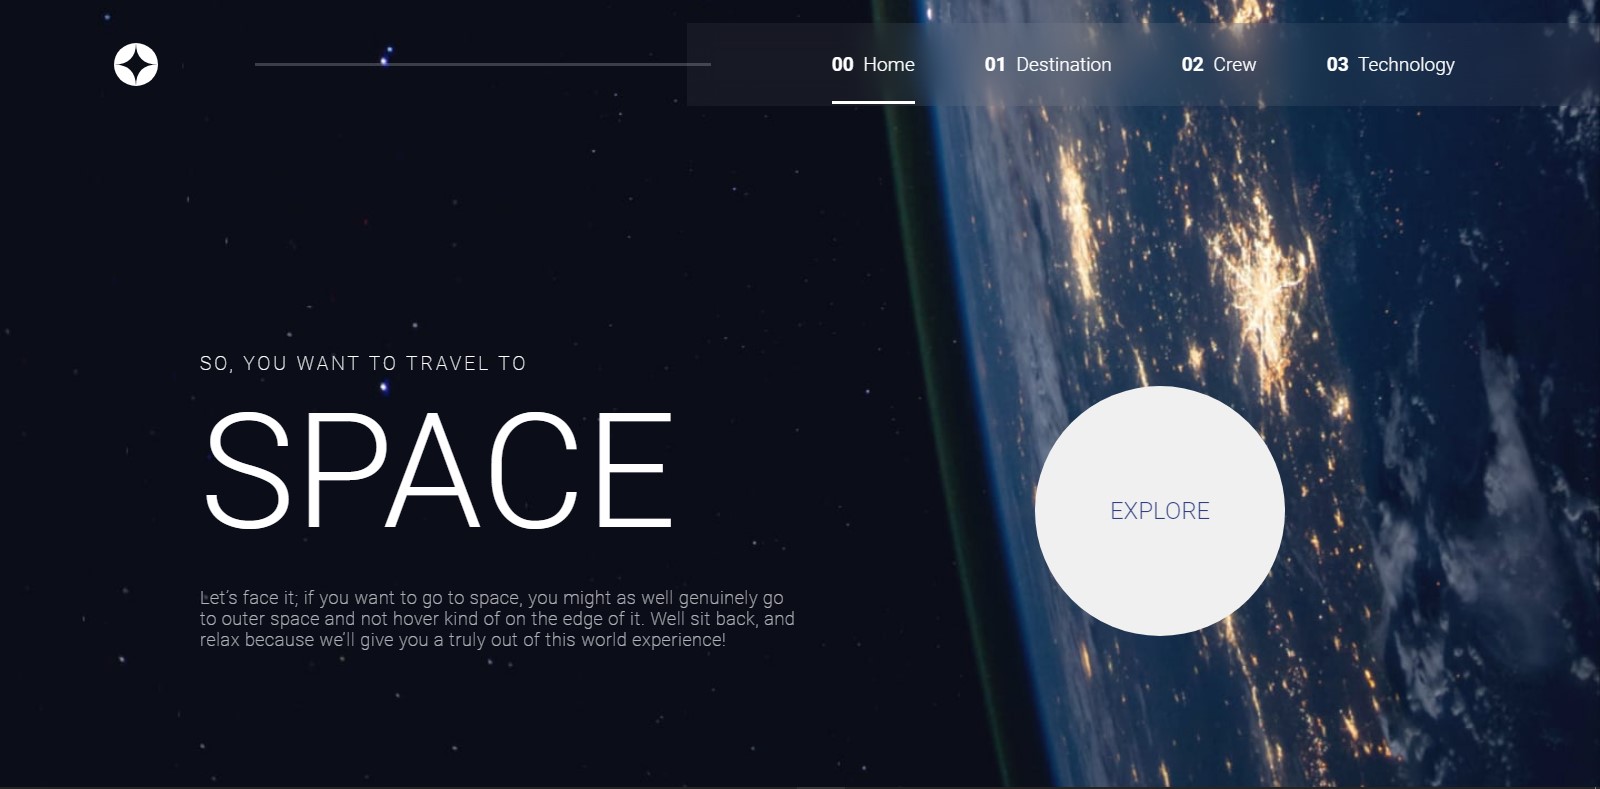 00 Home 01 Destination 02 Crew 03 Technology
SO, YOU WANT TO TRAVEL TO
SPACE
Let’s face it; if you want to go to space, you might as well genuinely go
to outer space and not hover kind of on the edge of it. Well sit back, and
relax because we’ll give you a truly out of this world experience!
EXPLORE